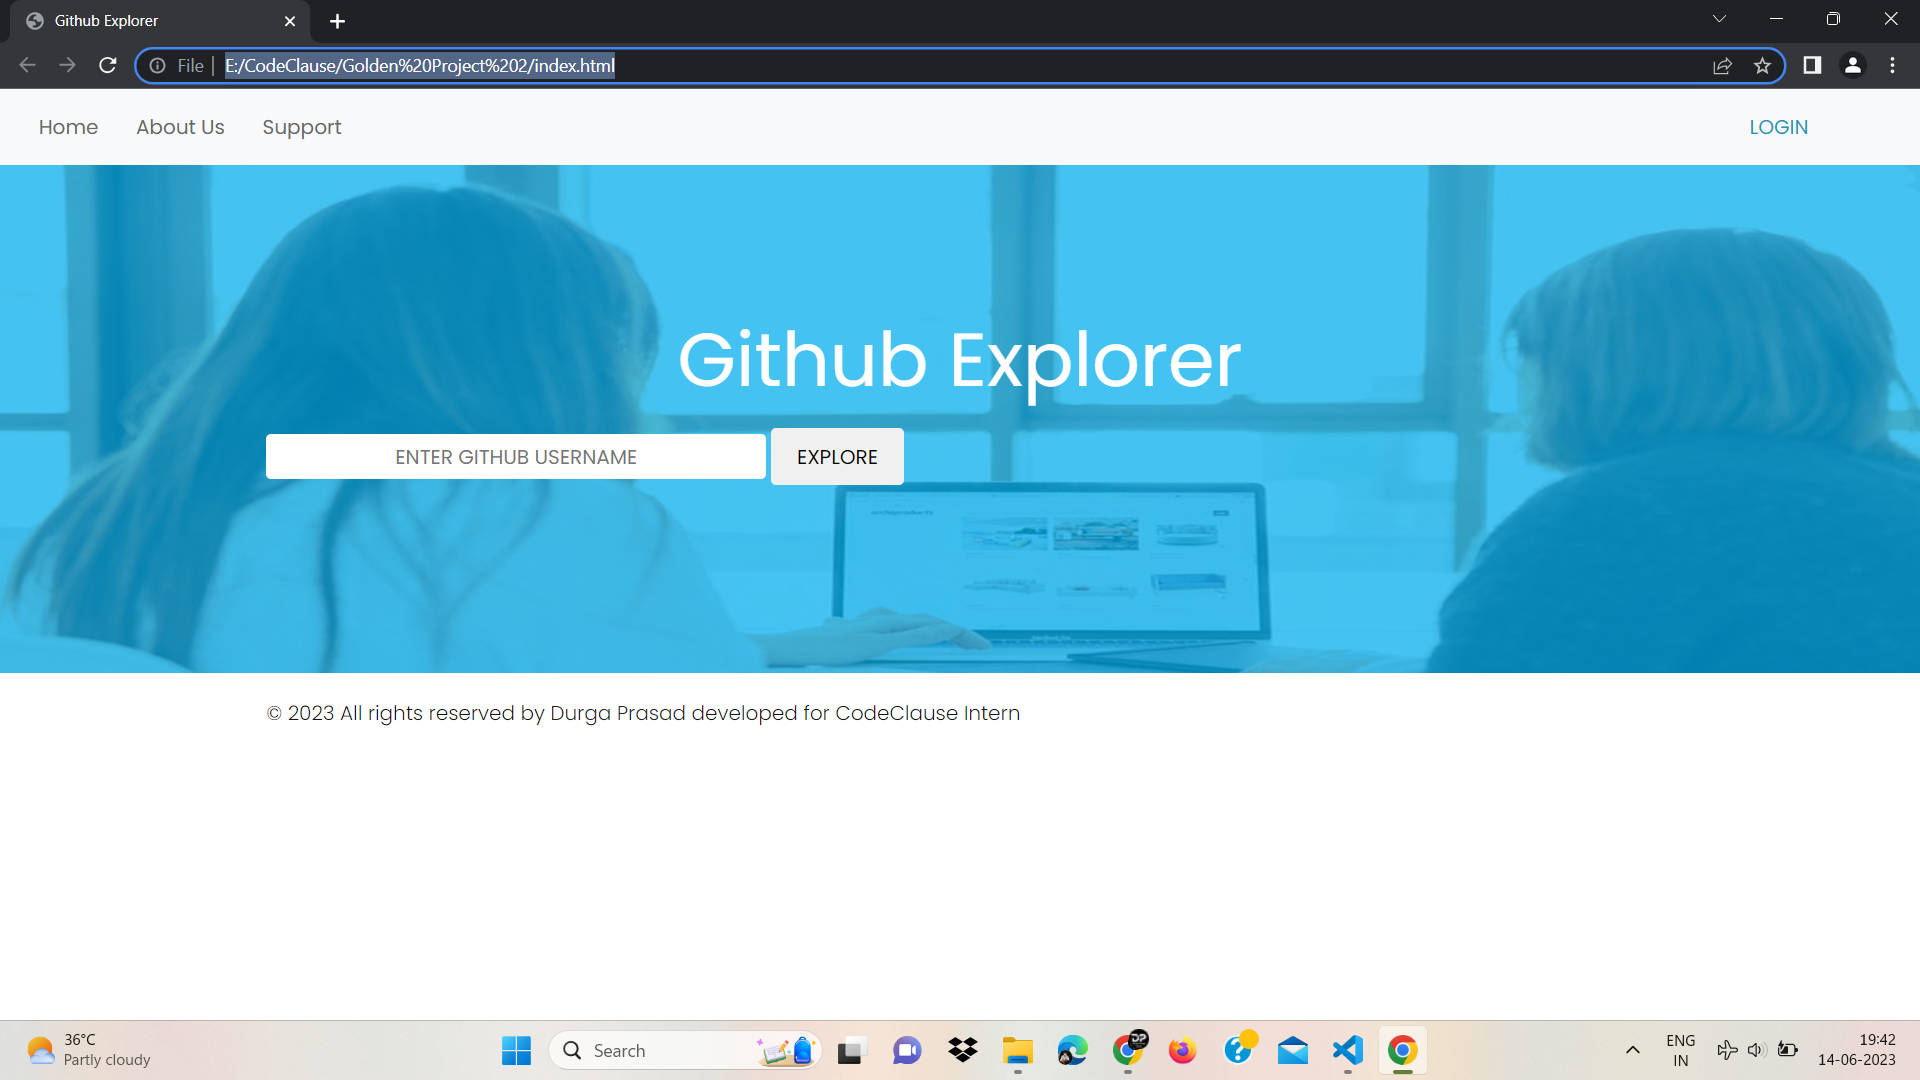 Github Explorer
File
E:/CodeClause/Golden%20Project%202/index.html
Home
About Us
Support
LOGIN
Github Explorer
ENTER GITHUB USERNAME
EXPLORE
© 2023 All rights reserved by Durga Prasad developed for CodeClause Intern
36°C
Partly cloudy
Search
DP
ENG
IN
19:42
14-06-2023